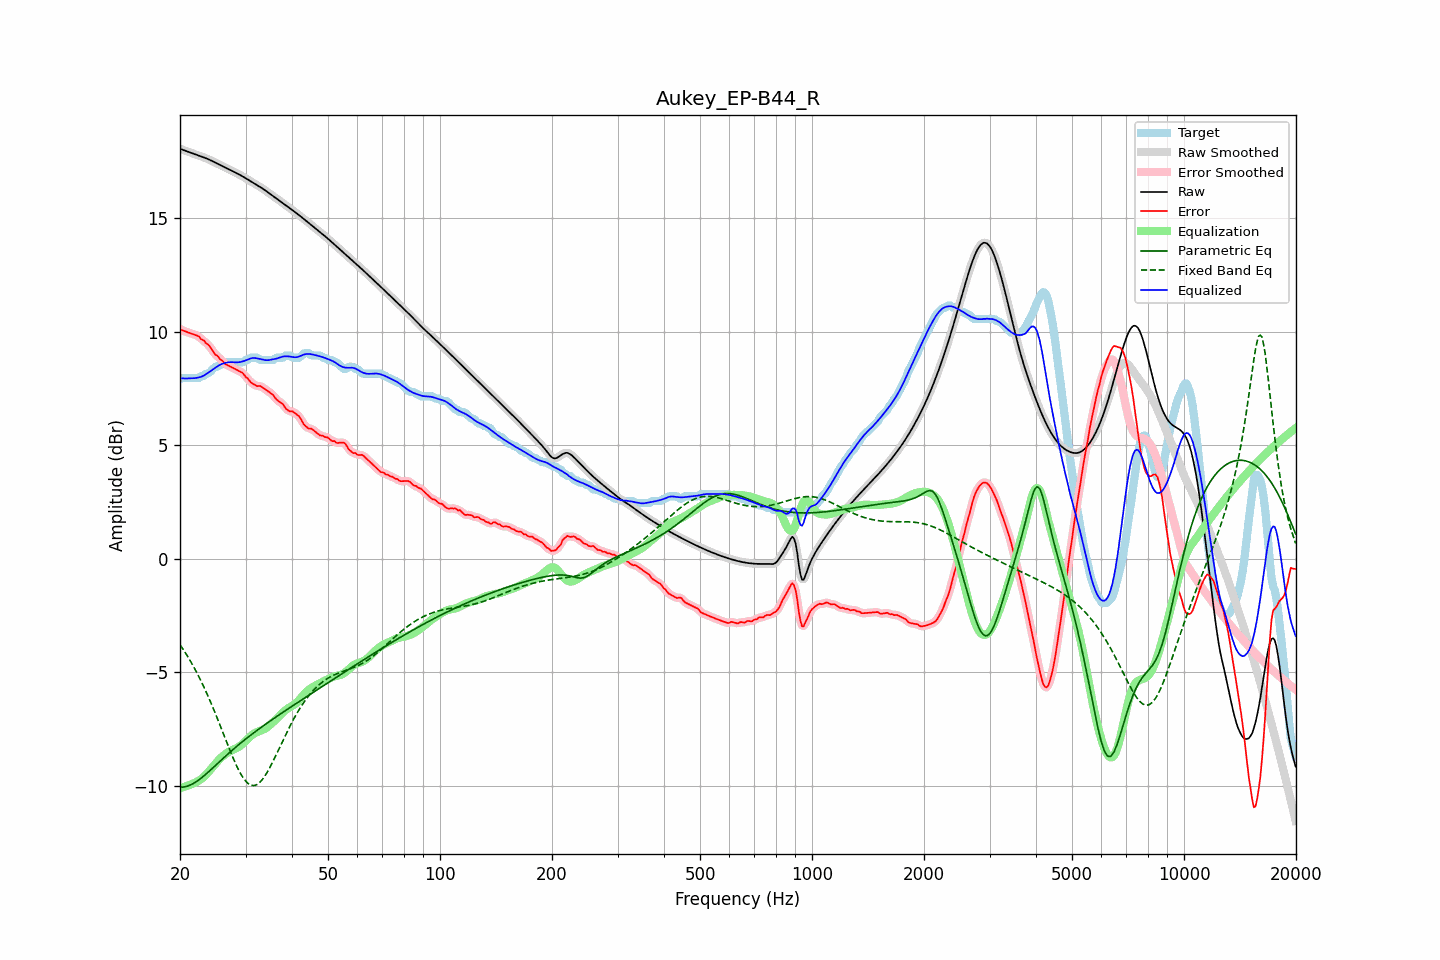 Aukey_EP-B44_R
Target
Raw Smoothed
Error Smoothed
Raw
Error
Equalization
Parametric Eq
Fixed Band Eq
Equalized
Amplitude (dBr)
15
10
5
0
−5
−10
20
50
100
200
500
1000
2000
5000
10000
20000
Frequency (Hz)